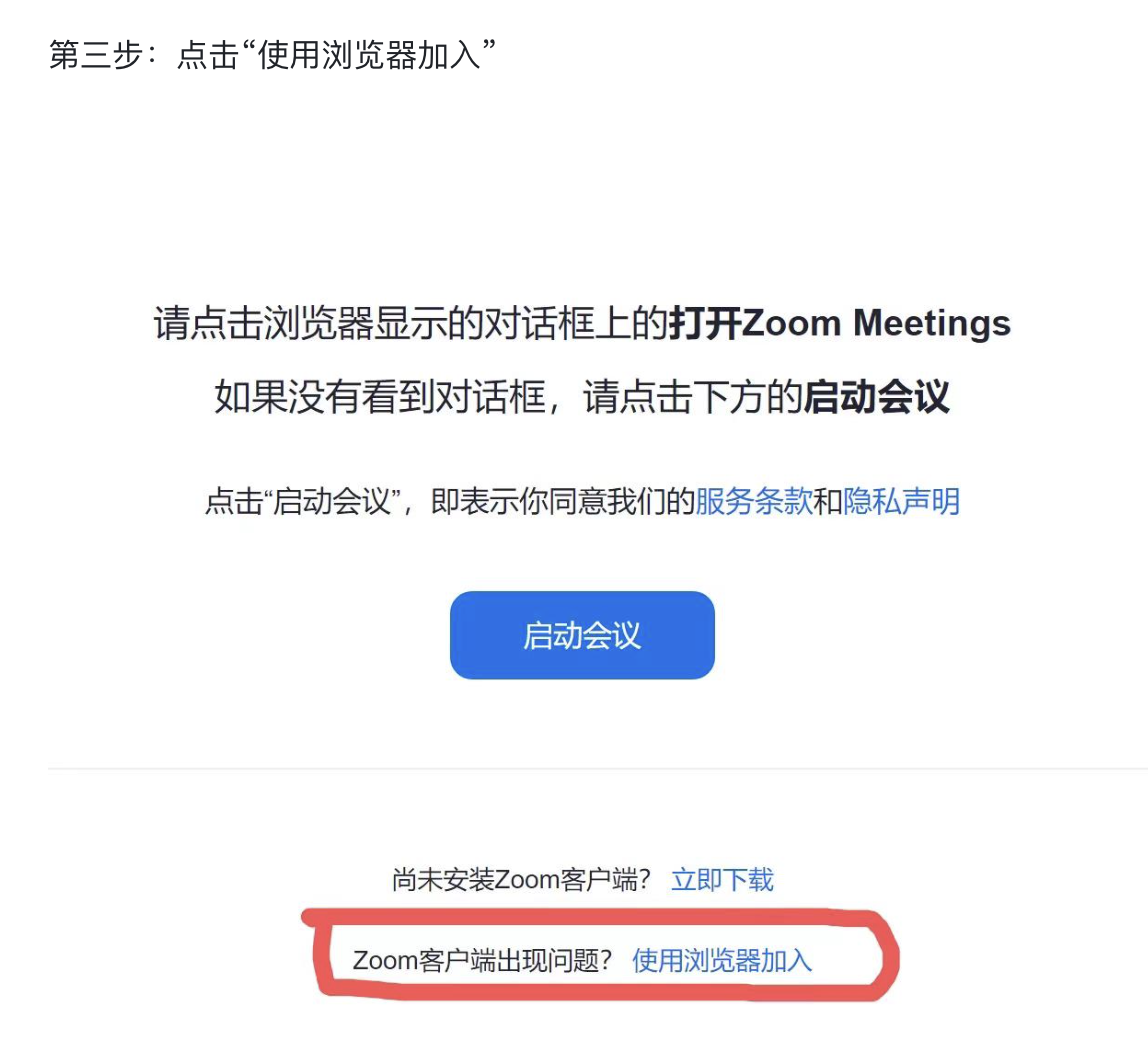 第三步：点击“使用浏览器加入”
请点击浏览器显示的对话框上的打开Zoom Meetings
如果没有看到对话框，请点击下方的启动会议
点击“启动会议”，即表示你同意我们的服务条款和隐私声明
启动会议
尚未安装Zoom客户端？ 立即下载
Zoom客户端出现问题？ 使用浏览器加入